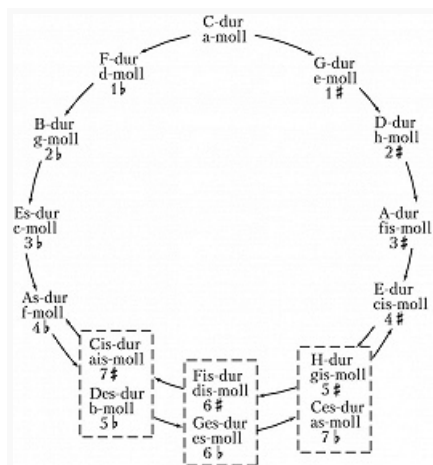 C-dur
a-moll
G-dur
e-moll
1♯
D-dur
h-moll
2♯
A-dur
fis-moll
3♯
E-dur
cis-moll
4♯
H-dur
gis-moll
5♯
Ces-dur
as-moll
7♭
Fis-dur
dis-moll
6♯
Ges-dur
es-moll
6♭
Cis-dur
ais-moll
7♯
Des-dur
b-moll
5♭
As-dur
f-moll
4♭
Es-dur
c-moll
3♭
B-dur
g-moll
2♭
F-dur
d-moll
1♭